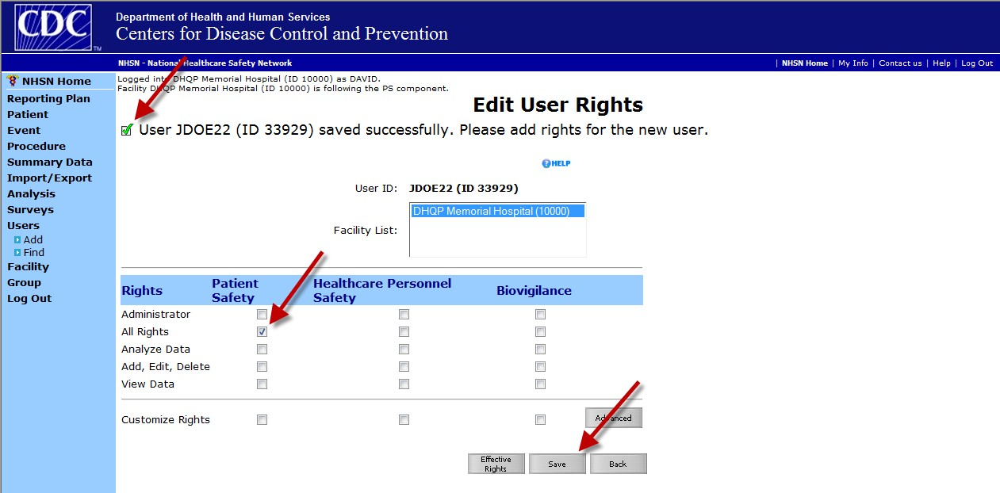 CDC
TM
Department of Health and Human Services
Centers for Disease Control and Prevention
NHSN - National Healthcare Safety Network
| NHSN Home | My Info | Contact us | Help | Log Out
NHSN Home
Reporting Plan
Patient
Event
Procedure
Summary Data
Import/Export
Analysis
Surveys
Users
Add
Find
Facility
Group
Log Out
Logged into DHQP Memorial Hospital (ID 10000) as DAVID.
Facility DHQP Memorial Hospital (ID 10000) is following the PS component.
Edit User Rights
User JDOE22 (ID 33929) saved successfully. Please add rights for the new user.
HELP
User ID: JDOE22 (ID 33929)
DHQP Memorial Hospital (10000)
Facility List:
Rights Patient Safety Healthcare Personnel Safety Biovigilance
Administrator
All Rights
Analyze Data
Add, Edit, Delete
View Data
Customize Rights Advanced
Effective Rights Save Back